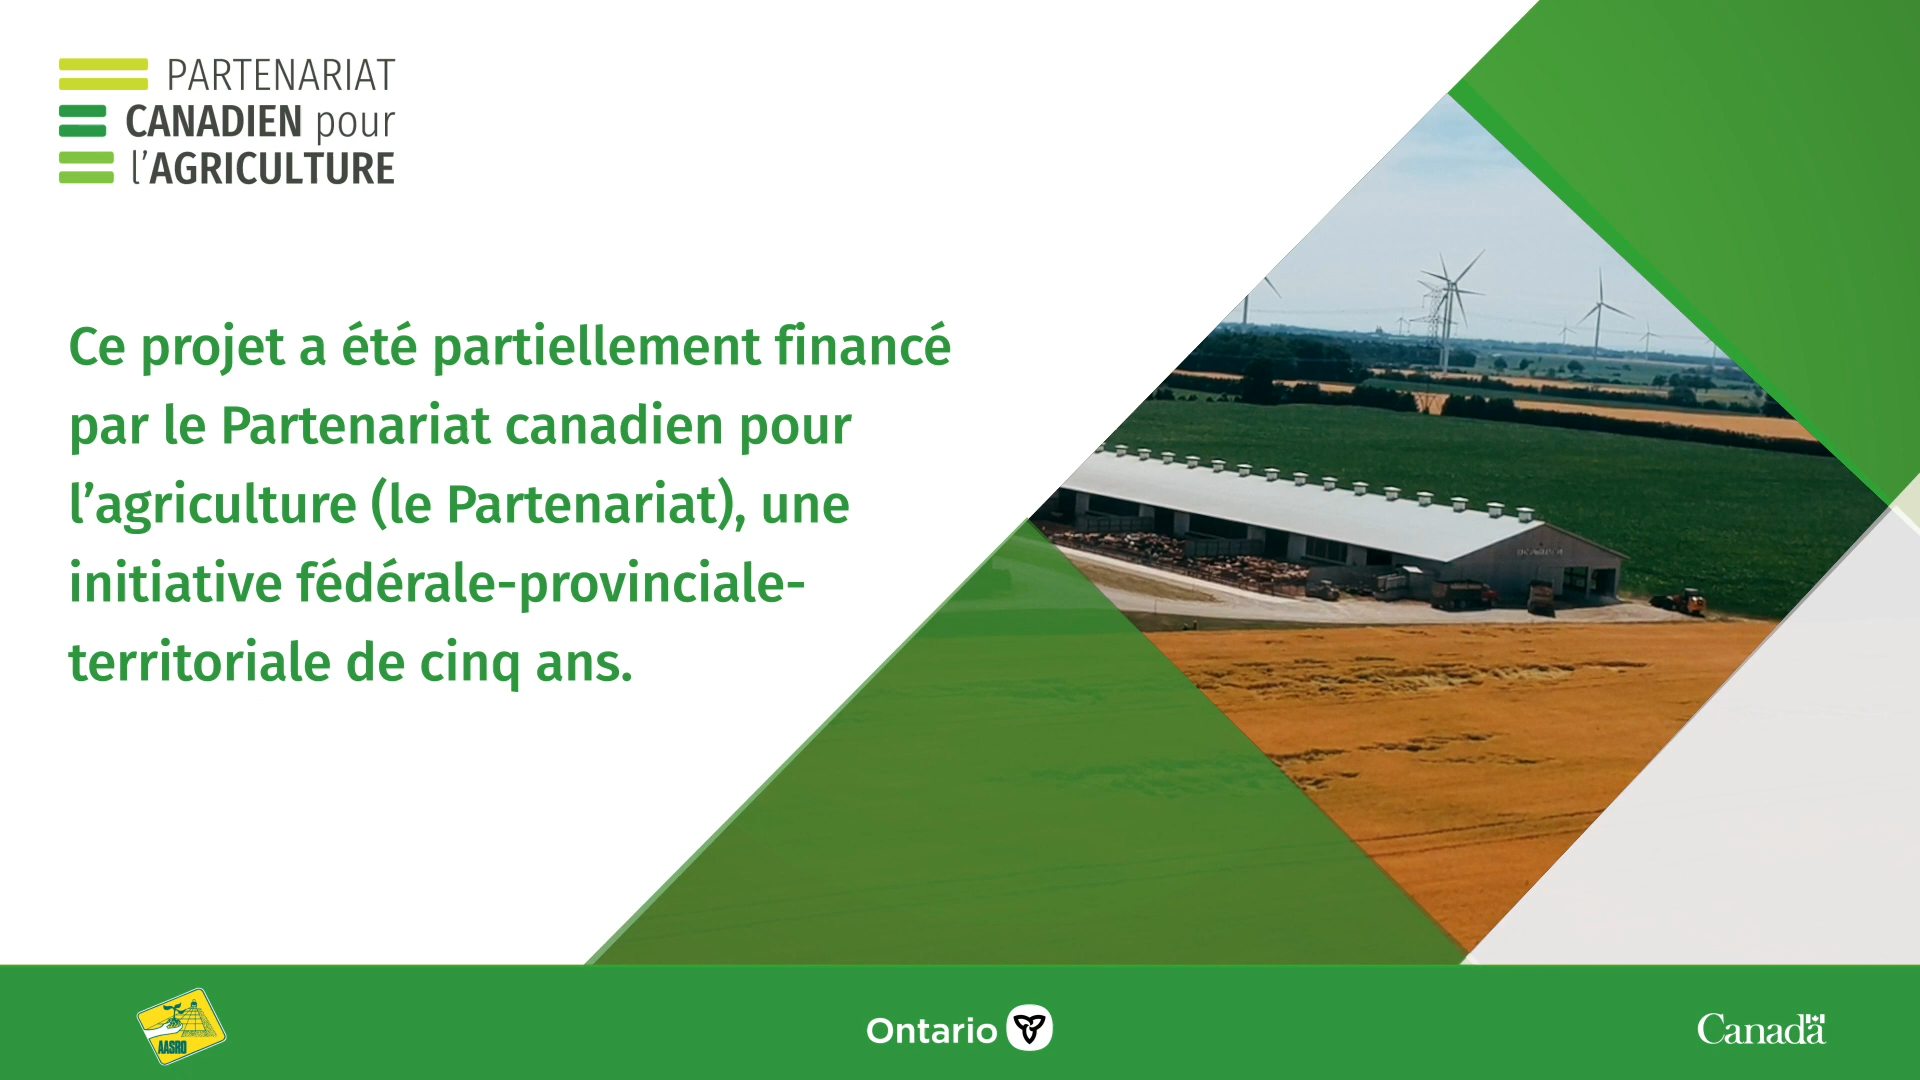 PARTENARIAT
CANADIEN pour
l’AGRICULTURE
Ce projet a été partiellement financé
par le Partenariat canadien pour
l’agriculture (le Partenariat), une
initiative fédérale-provinciale-
territoriale de cinq ans.
AASRO
Ontario
Canada